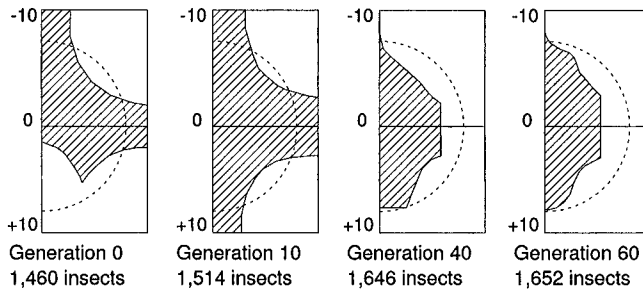 -10
0
+10
Generation 0
1,460 insects
-10
0
+10
Generation 10
1,514 insects
-10
0
+10
Generation 40
1,646 insects
-10
0
+10
Generation 60
1,652 insects